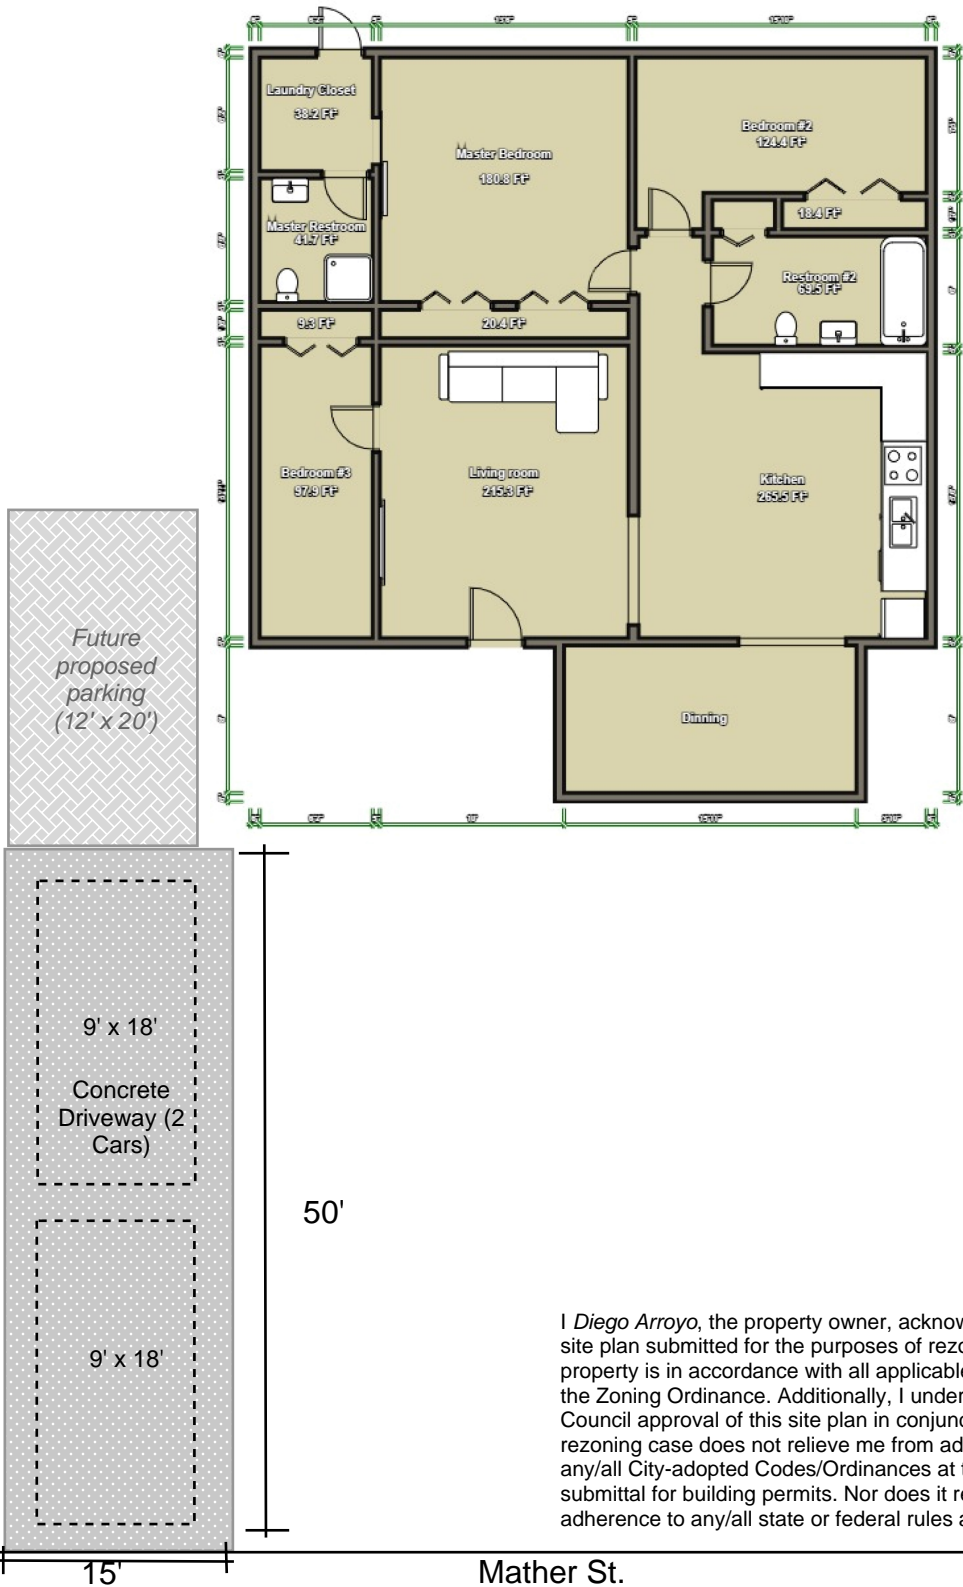 Laundry Closet
38.2 Ft²
Master Bedroom
180.8 Ft²
Bedroom #2
124.4 Ft²
18.4 Ft²
Master Restroom
41.7 Ft²
Restroom #2
69.5 Ft²
9.3 Ft²
20.4 Ft²
Bedroom #3
97.9 Ft²
Living room
245.3 Ft²
Kitchen
265.5 Ft²
Dinning
Future
proposed
parking
(12' x 20')
9' x 18'
Concrete
Driveway (2
Cars)
50'
9' x 18'
I Diego Arroyo, the property owner, acknow
site plan submitted for the purposes of rezo
property is in accordance with all applicable
the Zoning Ordinance. Additionally, I under
Council approval of this site plan in conjunc
rezoning case does not relieve me from ad
any/all City-adopted Codes/Ordinances at t
submittal for building permits. Nor does it re
adherence to any/all state or federal rules a
15'
Mather St.